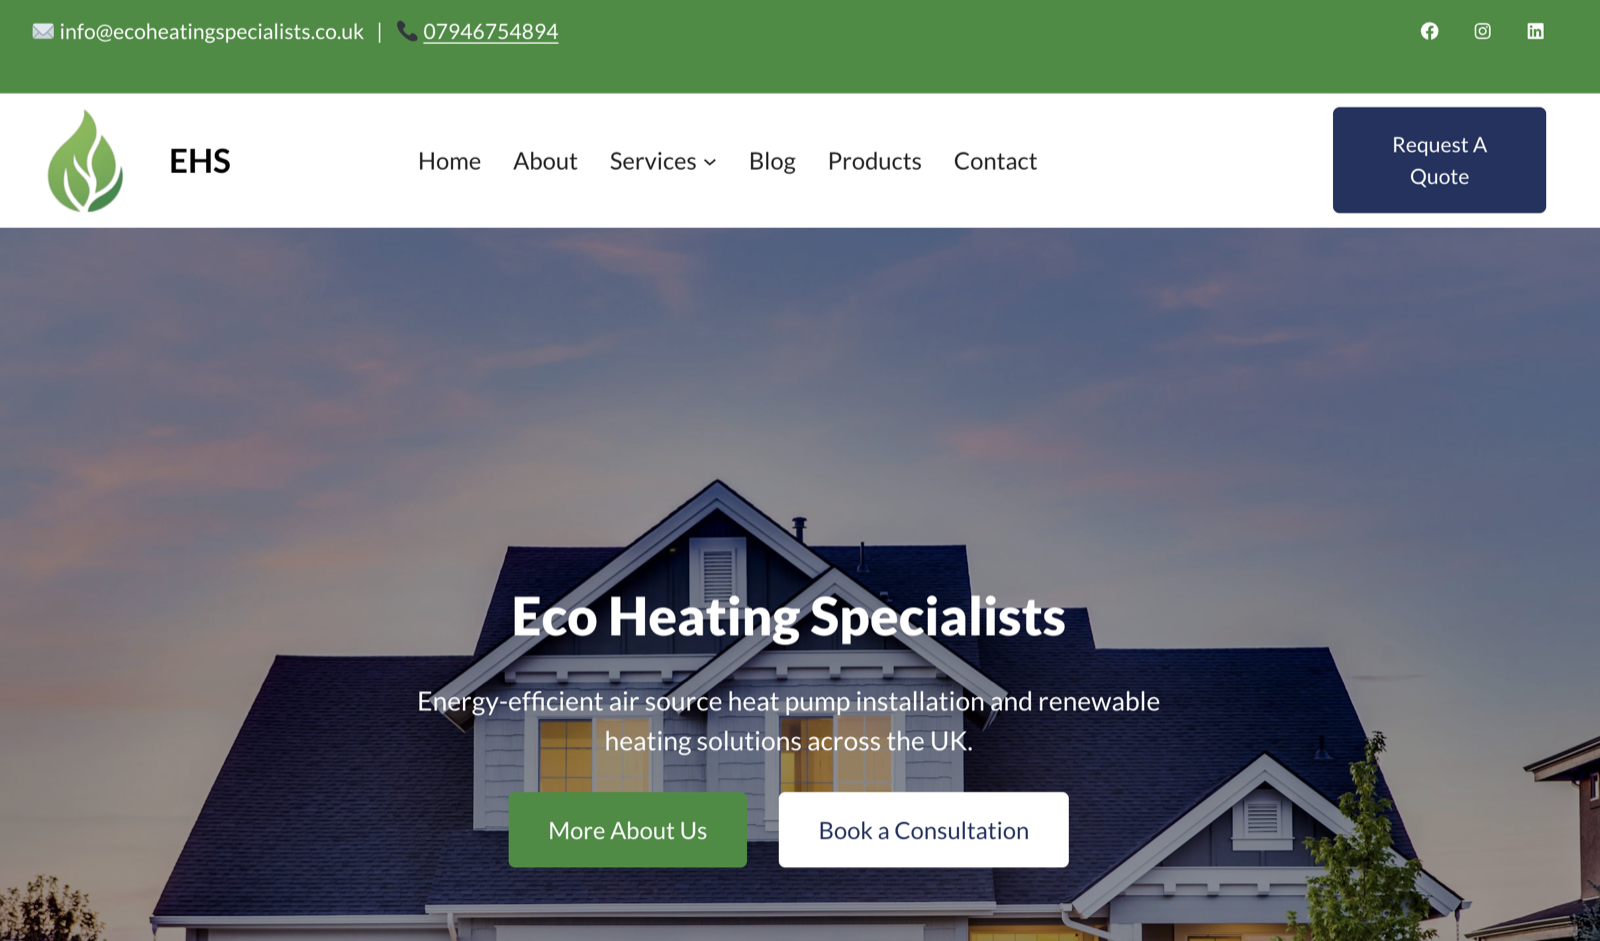 info@ecoheatingspecialists.co.uk | 07946754894
EHS
Home About Services Blog Products Contact
Request A
Quote
Eco Heating Specialists
Energy-efficient air source heat pump installation and renewable
heating solutions across the UK.
More About Us Book a Consultation